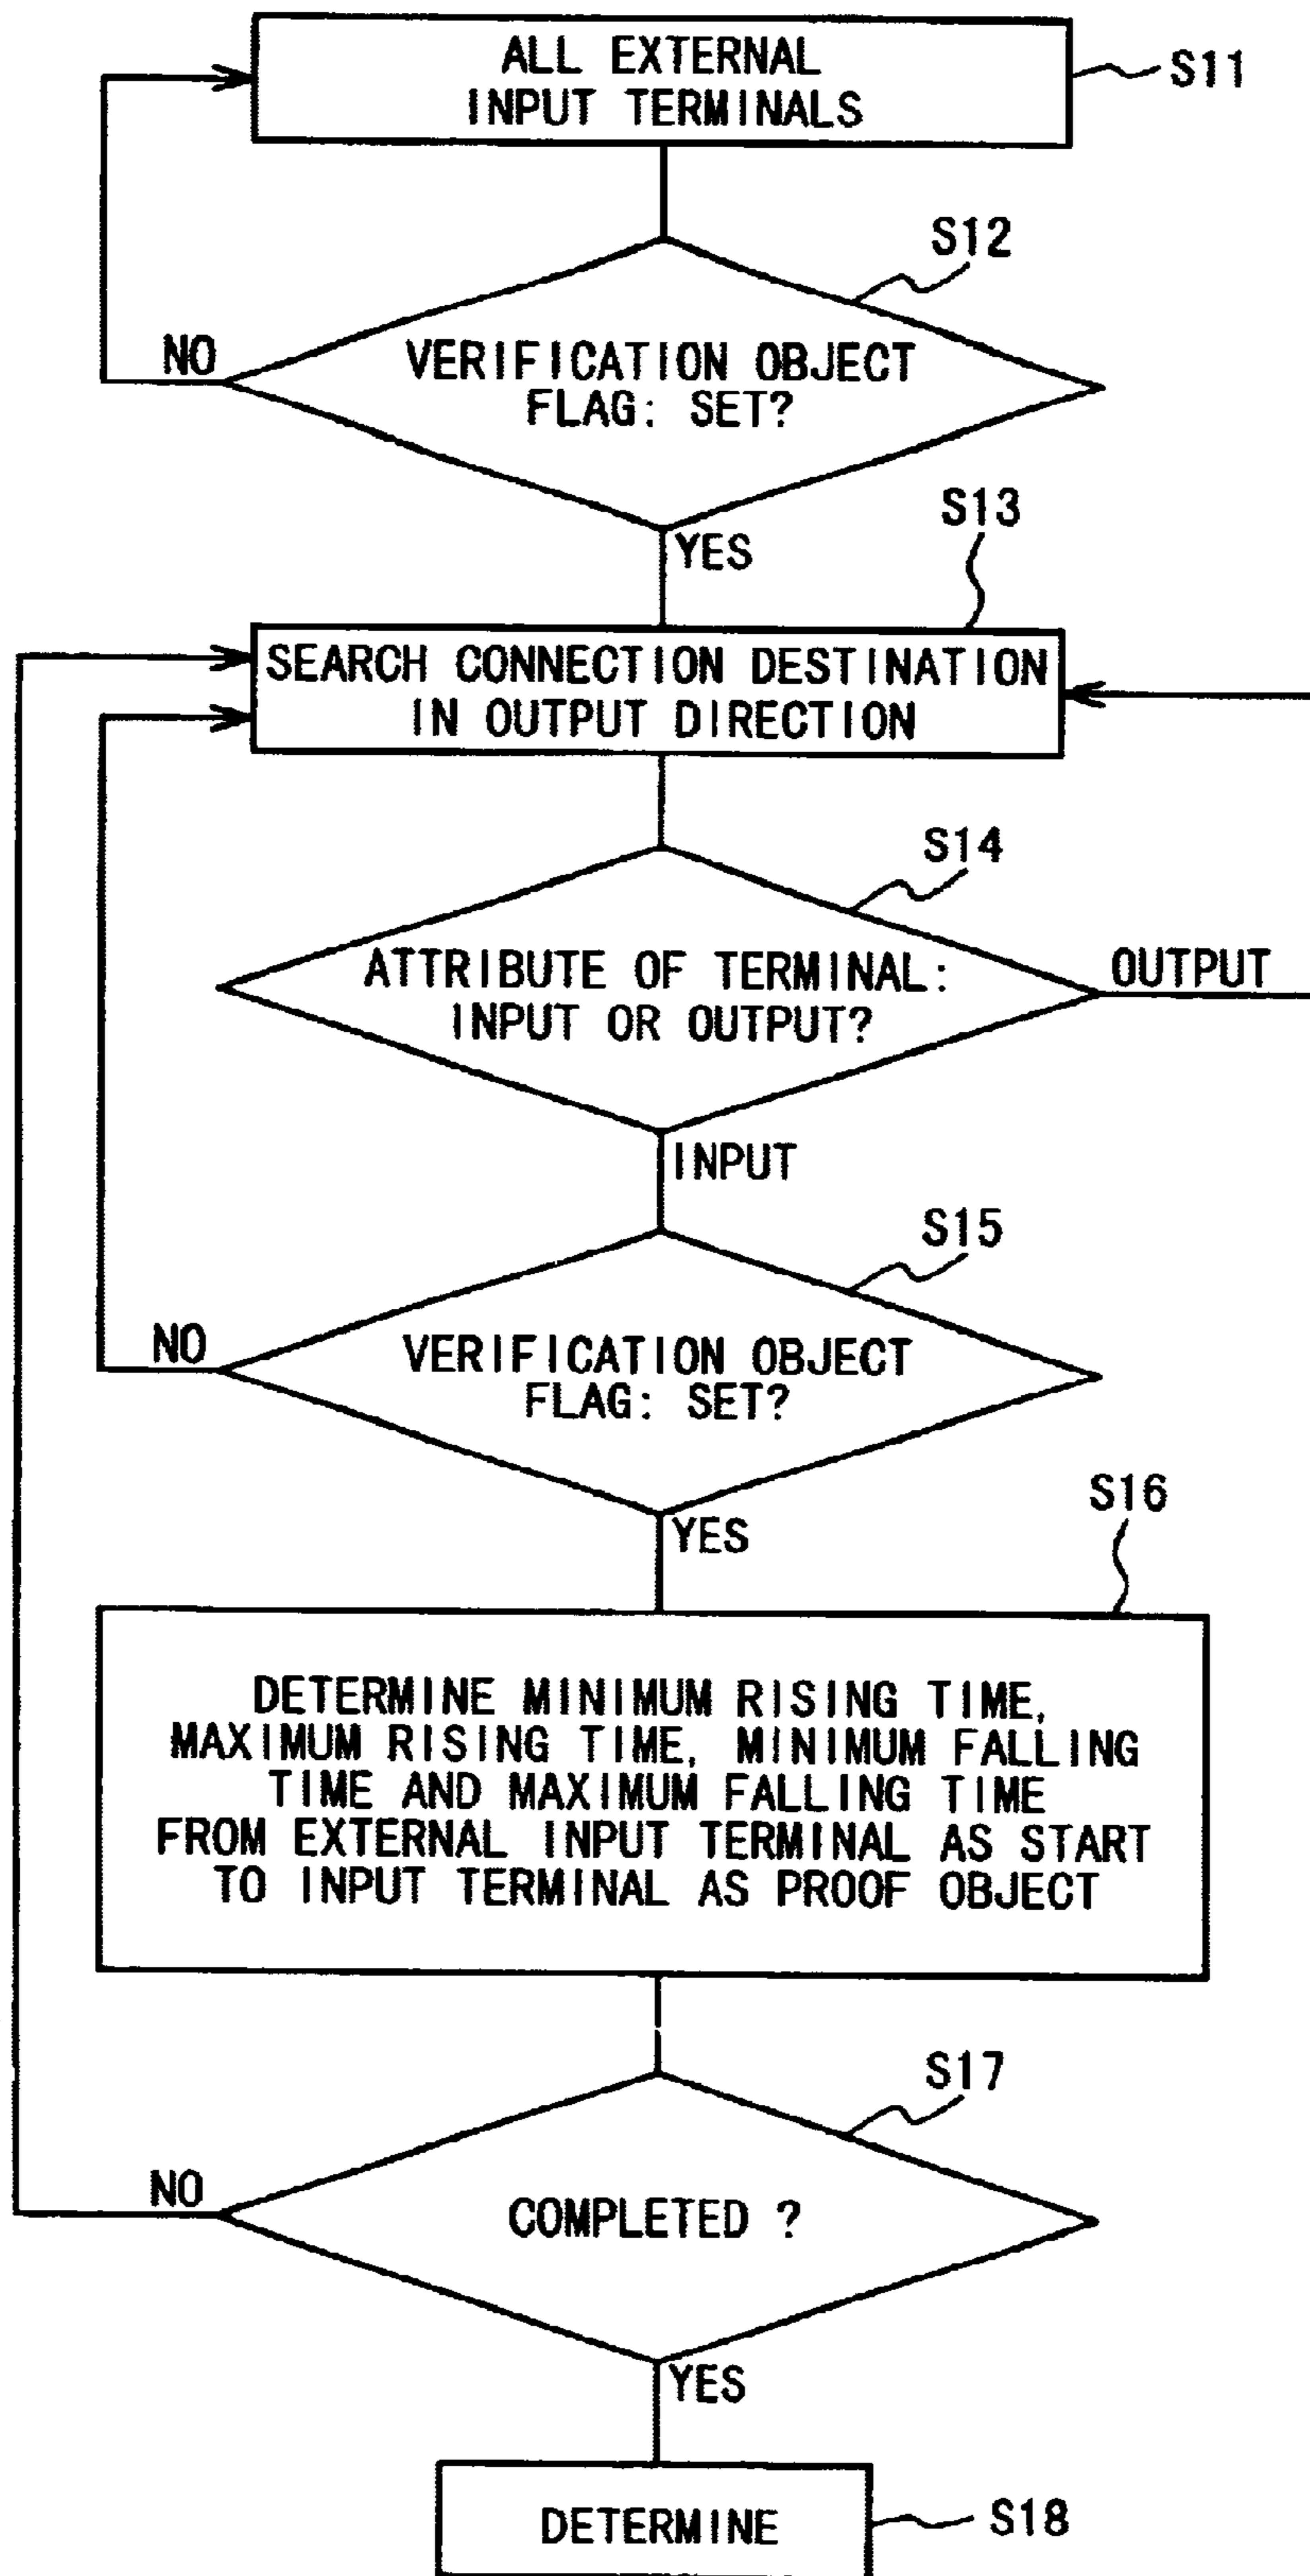 ALL EXTERNAL
INPUT TERMINALS
S11
S12
NO
VERIFICATION OBJECT
FLAG: SET?
YES
S13
SEARCH CONNECTION DESTINATION
IN OUTPUT DIRECTION
S14
ATTRIBUTE OF TERMINAL:
INPUT OR OUTPUT?
OUTPUT
INPUT
S15
NO
VERIFICATION OBJECT
FLAG: SET?
YES
S16
DETERMINE MINIMUM RISING TIME,
MAXIMUM RISING TIME, MINIMUM FALLING
TIME AND MAXIMUM FALLING TIME
FROM EXTERNAL INPUT TERMINAL AS START
TO INPUT TERMINAL AS PROOF OBJECT
S17
NO
COMPLETED ?
YES
DETERMINE
S18